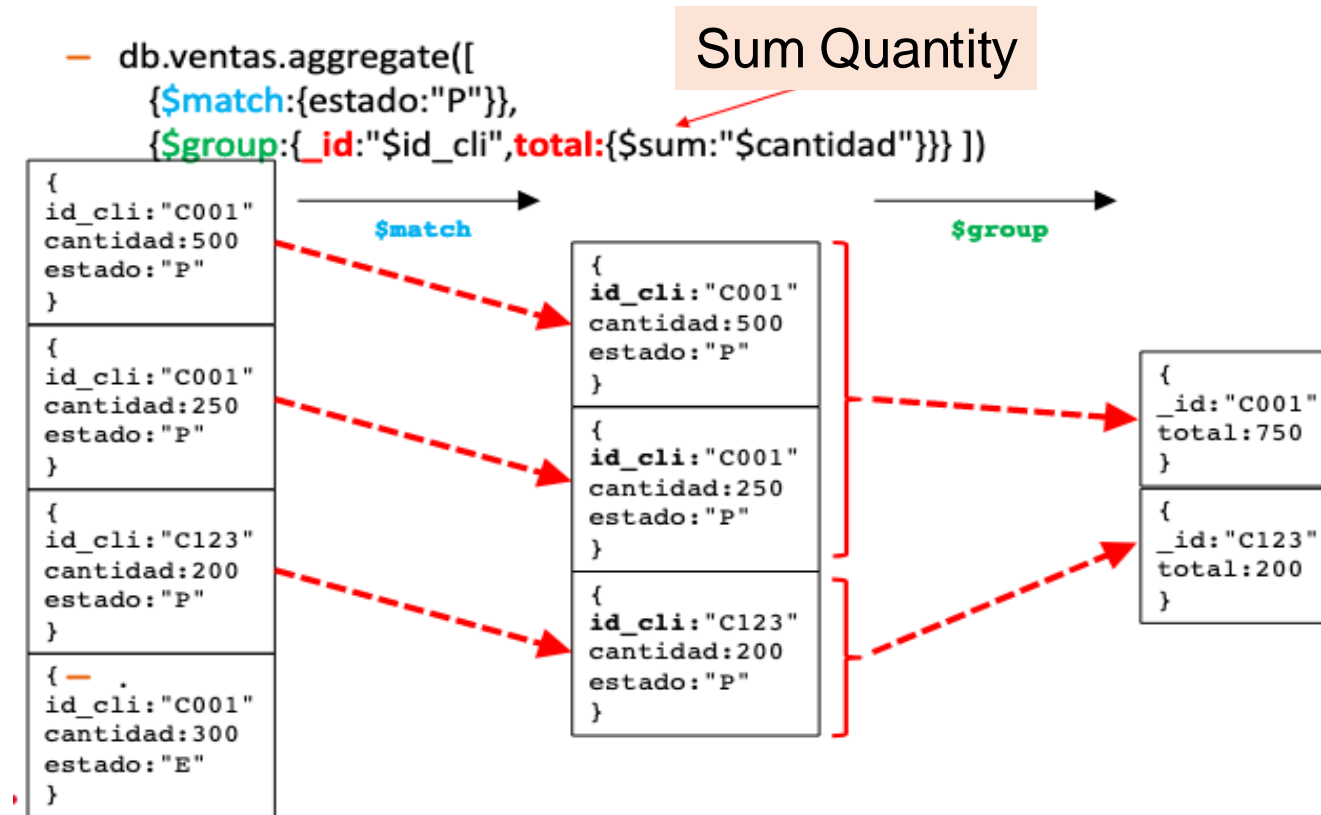 – db.ventas.aggregate([
Sum Quantity
{$match:{estado:"P"}},
{$group:{_id:"$id_cli",total:{$sum:"$cantidad"}}} ])
{
id_cli:"C001"
cantidad:500
estado:"P"
}
{
id_cli:"C001"
cantidad:250
estado:"P"
}
{
id_cli:"C123"
cantidad:200
estado:"P"
}
{ – .
id_cli:"C001"
cantidad:300
estado:"E"
}
$match
{
id_cli:"C001"
cantidad:500
estado:"P"
}
{
id_cli:"C001"
cantidad:250
estado:"P"
}
{
id_cli:"C123"
cantidad:200
estado:"P"
}
$group
{
_id:"C001"
total:750
}
{
_id:"C123"
total:200
}